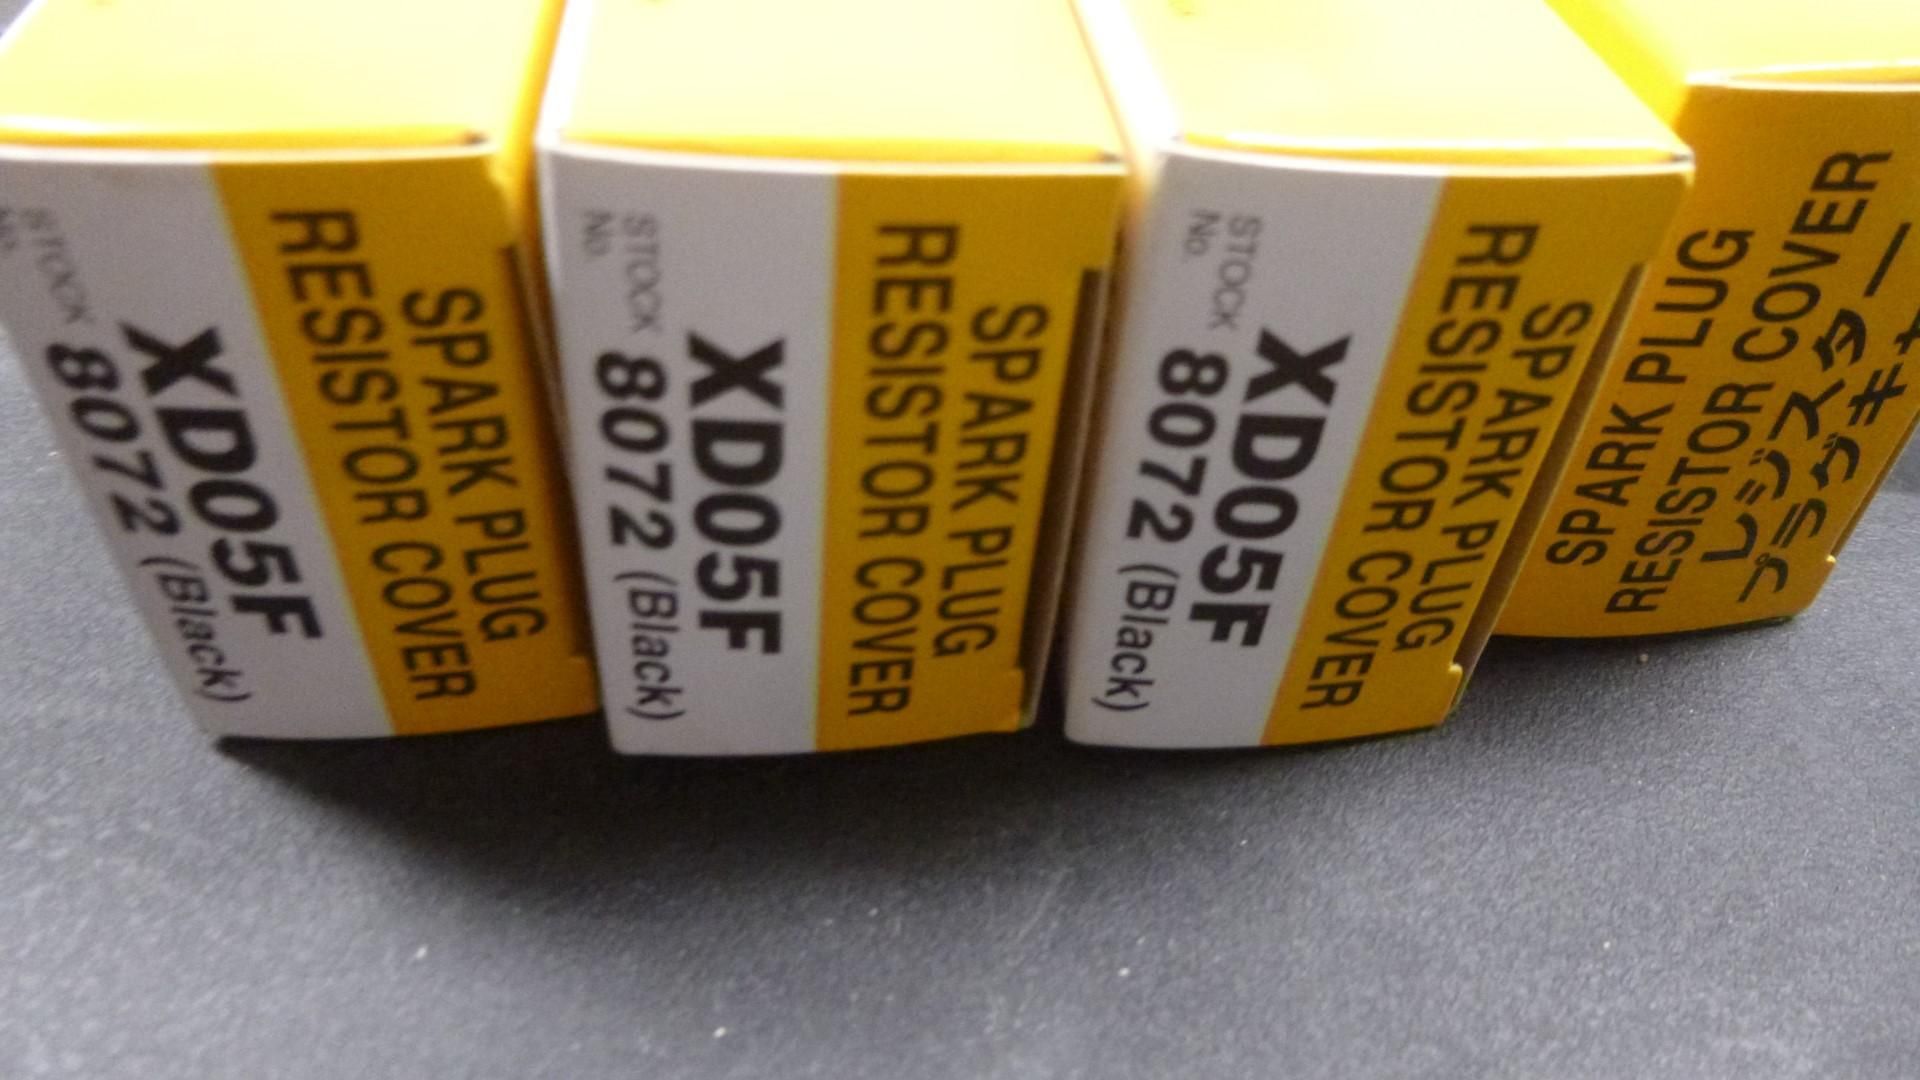 SPARK PLUG
RESISTOR COVER
XD05F
STOCK No. 8072 (Black)
SPARK PLUG
RESISTOR COVER
XD05F
STOCK No. 8072 (Black)
SPARK PLUG
RESISTOR COVER
XD05F
STOCK No. 8072 (Black)
SPARK PLUG
RESISTOR COVER
レジスター
プラグキャ